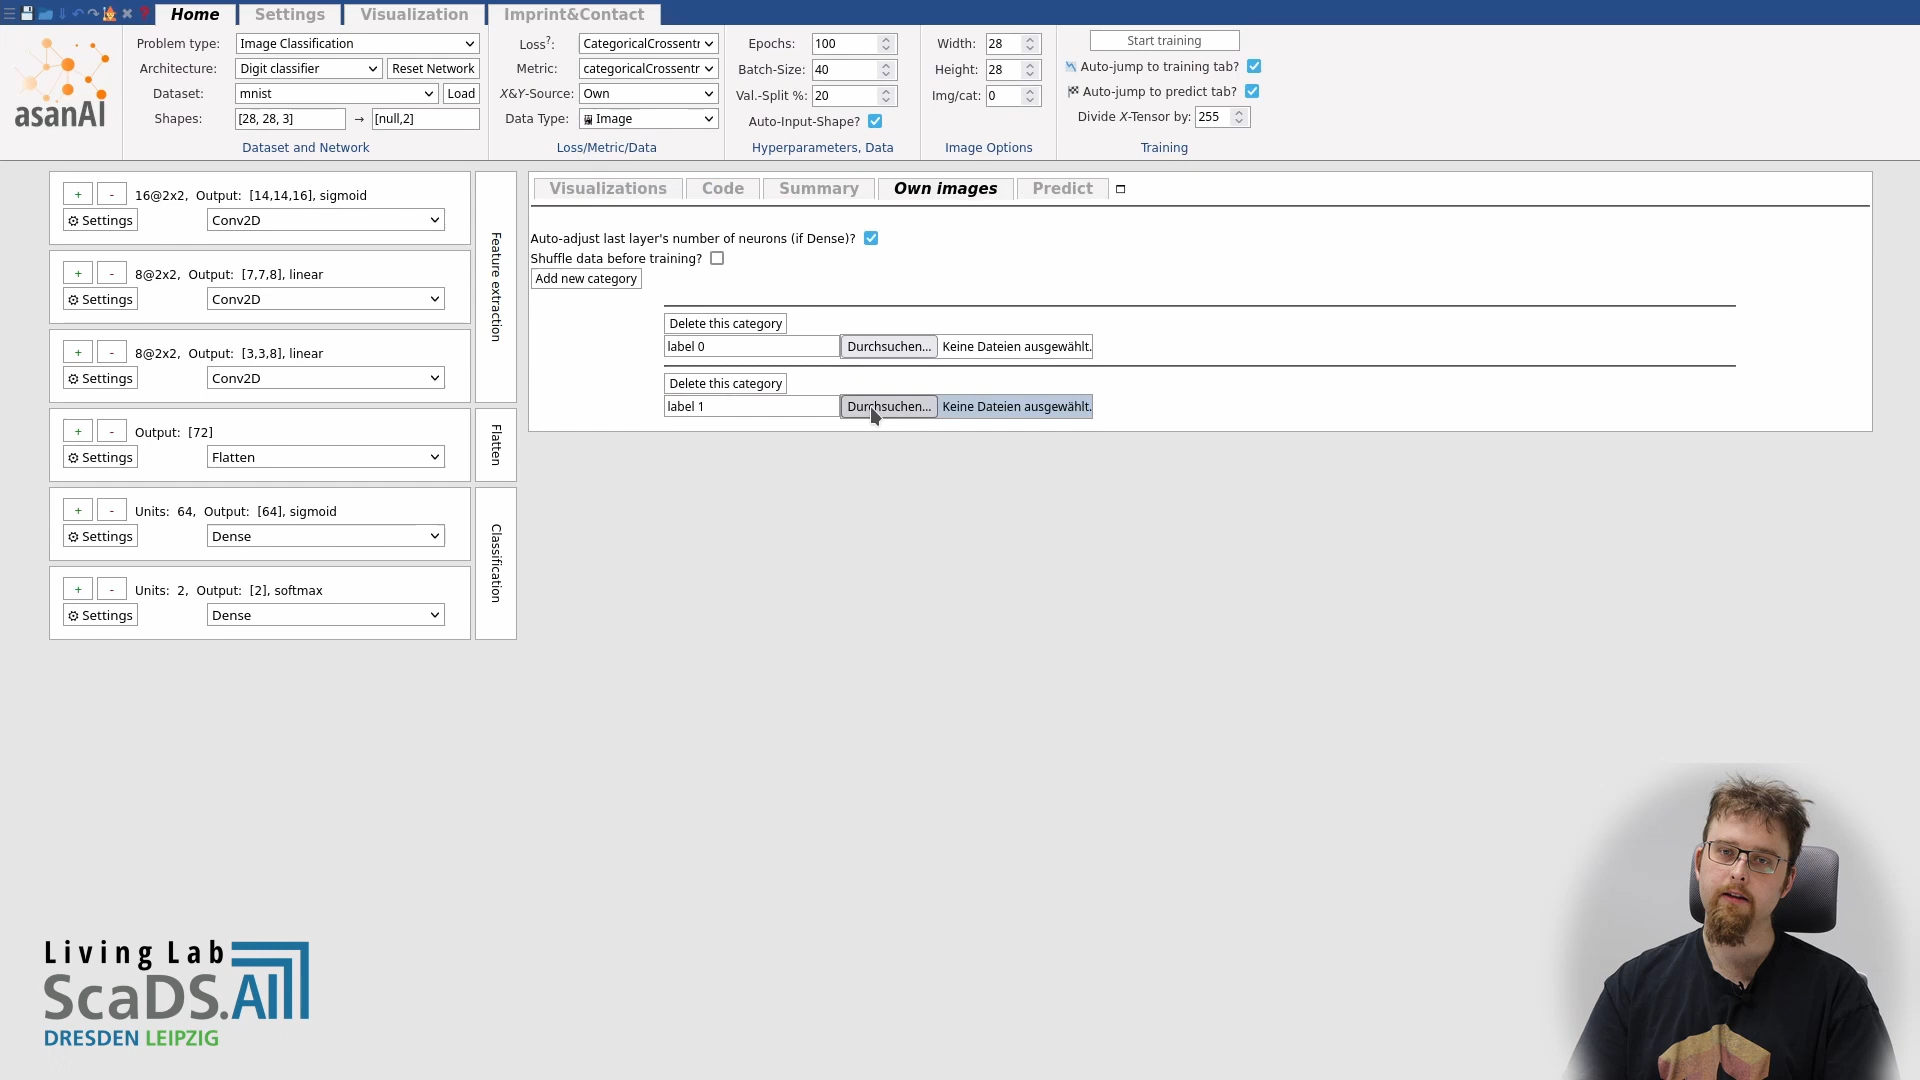 Home Settings Visualization Imprint&Contact
asanAI
Problem type: Image Classification
Architecture: Digit classifier Reset Network
Dataset: mnist Load
Shapes: [28, 28, 3] → [null,2]
Dataset and Network
Loss?: CategoricalCrossentr
Metric: categoricalCrossentr
X&Y-Source: Own
Data Type: Image
Loss/Metric/Data
Epochs: 100
Batch-Size: 40
Val.-Split %: 20
Auto-Input-Shape?
Hyperparameters, Data
Width: 28
Height: 28
Img/cat: 0
Image Options
Start training
Auto-jump to training tab?
Auto-jump to predict tab?
Divide X-Tensor by: 255
Training
+ - 16@2x2, Output: [14,14,16], sigmoid
Settings Conv2D
+ - 8@2x2, Output: [7,7,8], linear
Settings Conv2D
+ - 8@2x2, Output: [3,3,8], linear
Settings Conv2D
Feature extraction
+ - Output: [72]
Settings Flatten
Flatten
+ - Units: 64, Output: [64], sigmoid
Settings Dense
+ - Units: 2, Output: [2], softmax
Settings Dense
Classification
Visualizations Code Summary Own images Predict
Auto-adjust last layer's number of neurons (if Dense)?
Shuffle data before training?
Add new category
Delete this category
label 0 Durchsuchen... Keine Dateien ausgewählt.
Delete this category
label 1 Durchsuchen... Keine Dateien ausgewählt.
Living Lab
ScaDS.AI
DRESDEN LEIPZIG